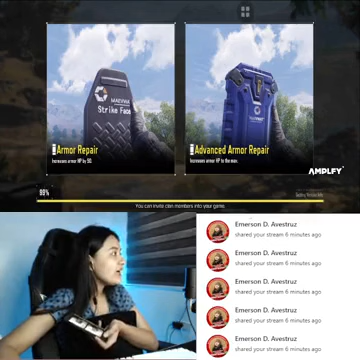 Strike Face
Armor Repair
Increases armor HP by 50.
Advanced Armor Repair
Increases armor HP to the max.
AMPLFY
99%
You can invite clan members into your game.
Emerson D. Avestruz
shared your stream 6 minutes ago
Emerson D. Avestruz
shared your stream 6 minutes ago
Emerson D. Avestruz
shared your stream 6 minutes ago
Emerson D. Avestruz
shared your stream 6 minutes ago
Emerson D. Avestruz
shared your stream 6 minutes ago